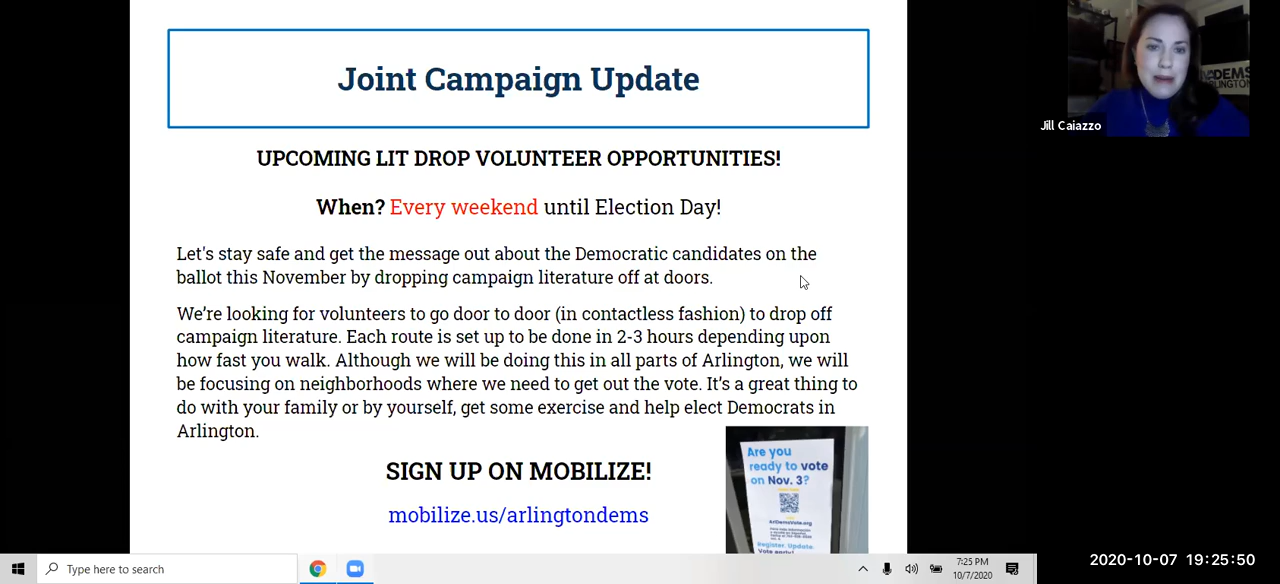 Joint Campaign Update
UPCOMING LIT DROP VOLUNTEER OPPORTUNITIES!
When? Every weekend until Election Day!
Let's stay safe and get the message out about the Democratic candidates on the
ballot this November by dropping campaign literature off at doors.
We're looking for volunteers to go door to door (in contactless fashion) to drop off
campaign literature. Each route is set up to be done in 2-3 hours depending upon
how fast you walk. Although we will be doing this in all parts of Arlington, we will
be focusing on neighborhoods where we need to get out the vote. It's a great thing to
do with your family or by yourself, get some exercise and help elect Democrats in
Arlington.
SIGN UP ON MOBILIZE!
mobilize.us/arlingtondems
Are you
ready to vote
on Nov. 3?
ArlDemsVote.org
Register. Update.
Vote early!
DEMS
ARLINGTON
Jill Caiazzo
Type here to search
7:25 PM
10/7/2020
2020-10-07 19:25:50